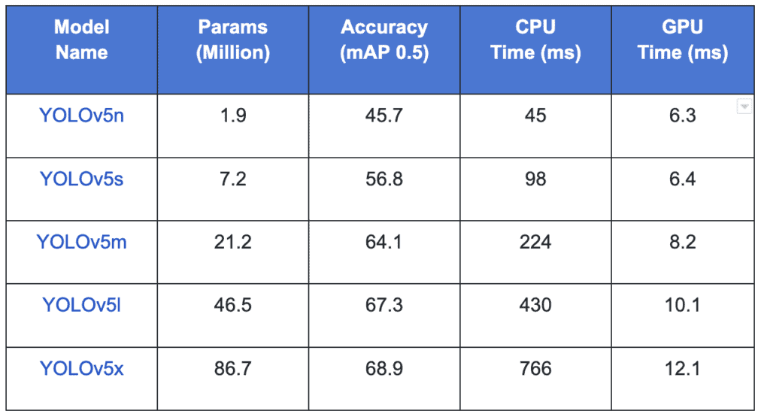 Model Name Params (Million) Accuracy (mAP 0.5) CPU Time (ms) GPU Time (ms)
YOLOv5n 1.9 45.7 45 6.3
YOLOv5s 7.2 56.8 98 6.4
YOLOv5m 21.2 64.1 224 8.2
YOLOv5l 46.5 67.3 430 10.1
YOLOv5x 86.7 68.9 766 12.1